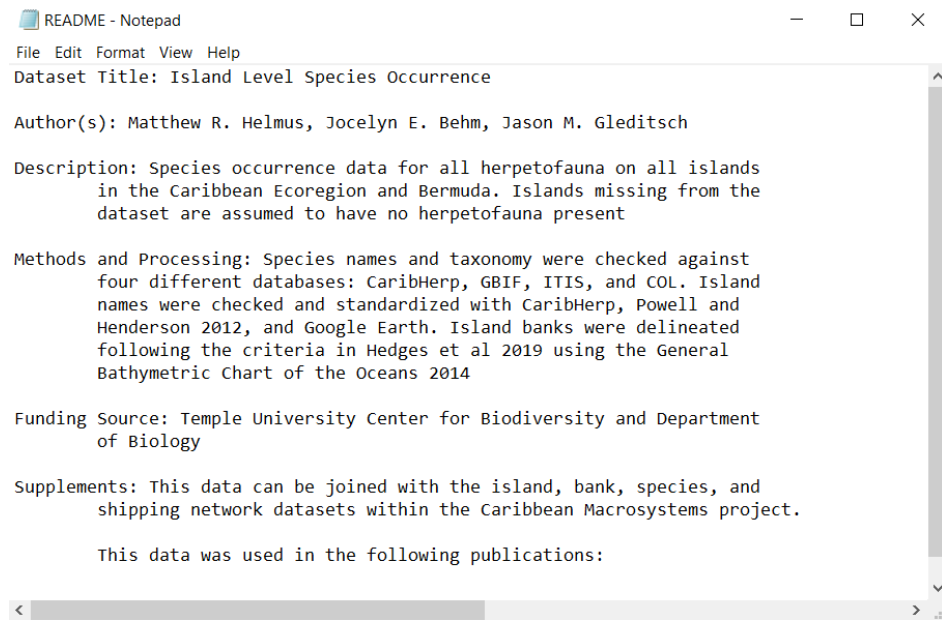 README - Notepad
File Edit Format View Help
Dataset Title: Island Level Species Occurrence
Author(s): Matthew R. Helmus, Jocelyn E. Behm, Jason M. Gleditsch
Description: Species occurrence data for all herpetofauna on all islands
in the Caribbean Ecoregion and Bermuda. Islands missing from the
dataset are assumed to have no herpetofauna present
Methods and Processing: Species names and taxonomy were checked against
four different databases: CaribHerp, GBIF, ITIS, and COL. Island
names were checked and standardized with CaribHerp, Powell and
Henderson 2012, and Google Earth. Island banks were delineated
following the criteria in Hedges et al 2019 using the General
Bathymetric Chart of the Oceans 2014
Funding Source: Temple University Center for Biodiversity and Department
of Biology
Supplements: This data can be joined with the island, bank, species, and
shipping network datasets within the Caribbean Macrosystems project.
This data was used in the following publications: